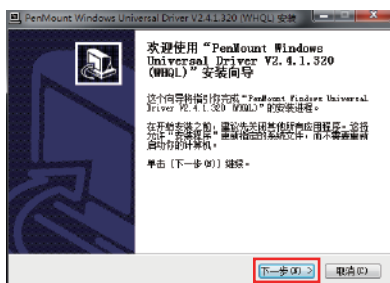 PenMount Windows Universal Driver V2.4.1.320 (WHQL) 安装
欢迎使用“PenMount Windows
Universal Driver V2.4.1.320
(WHQL)”安装向导
这个向导将指引你完成“PenMount Windows Universal
Driver V2.4.1.320 (WHQL)”的安装进程。
在开始安装之前，建议先关闭其他所有应用程序。这将
允许“安装程序”更新指定的系统文件，而不需要重新
启动你的计算机。
单击 [下一步(N)] 继续。
下一步(N) >
取消(C)